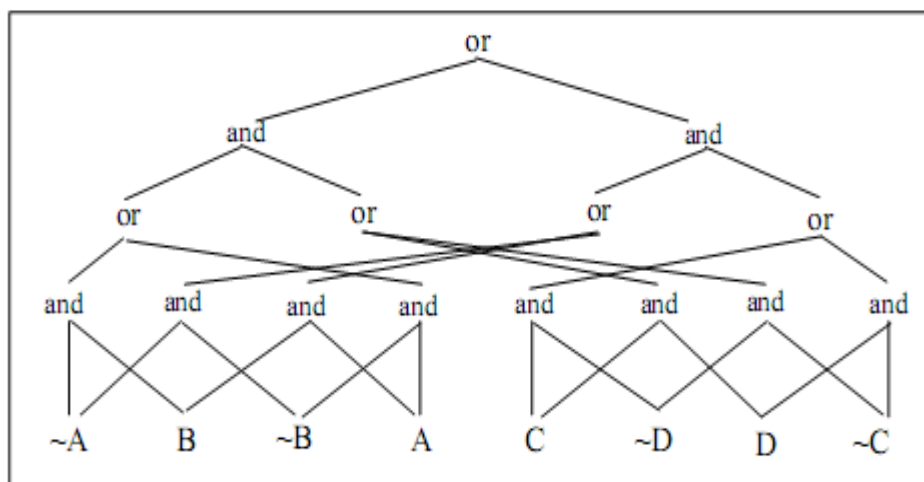 or
and and
or or or or
and and and and and and and and
~A B ~B A C ~D D ~C